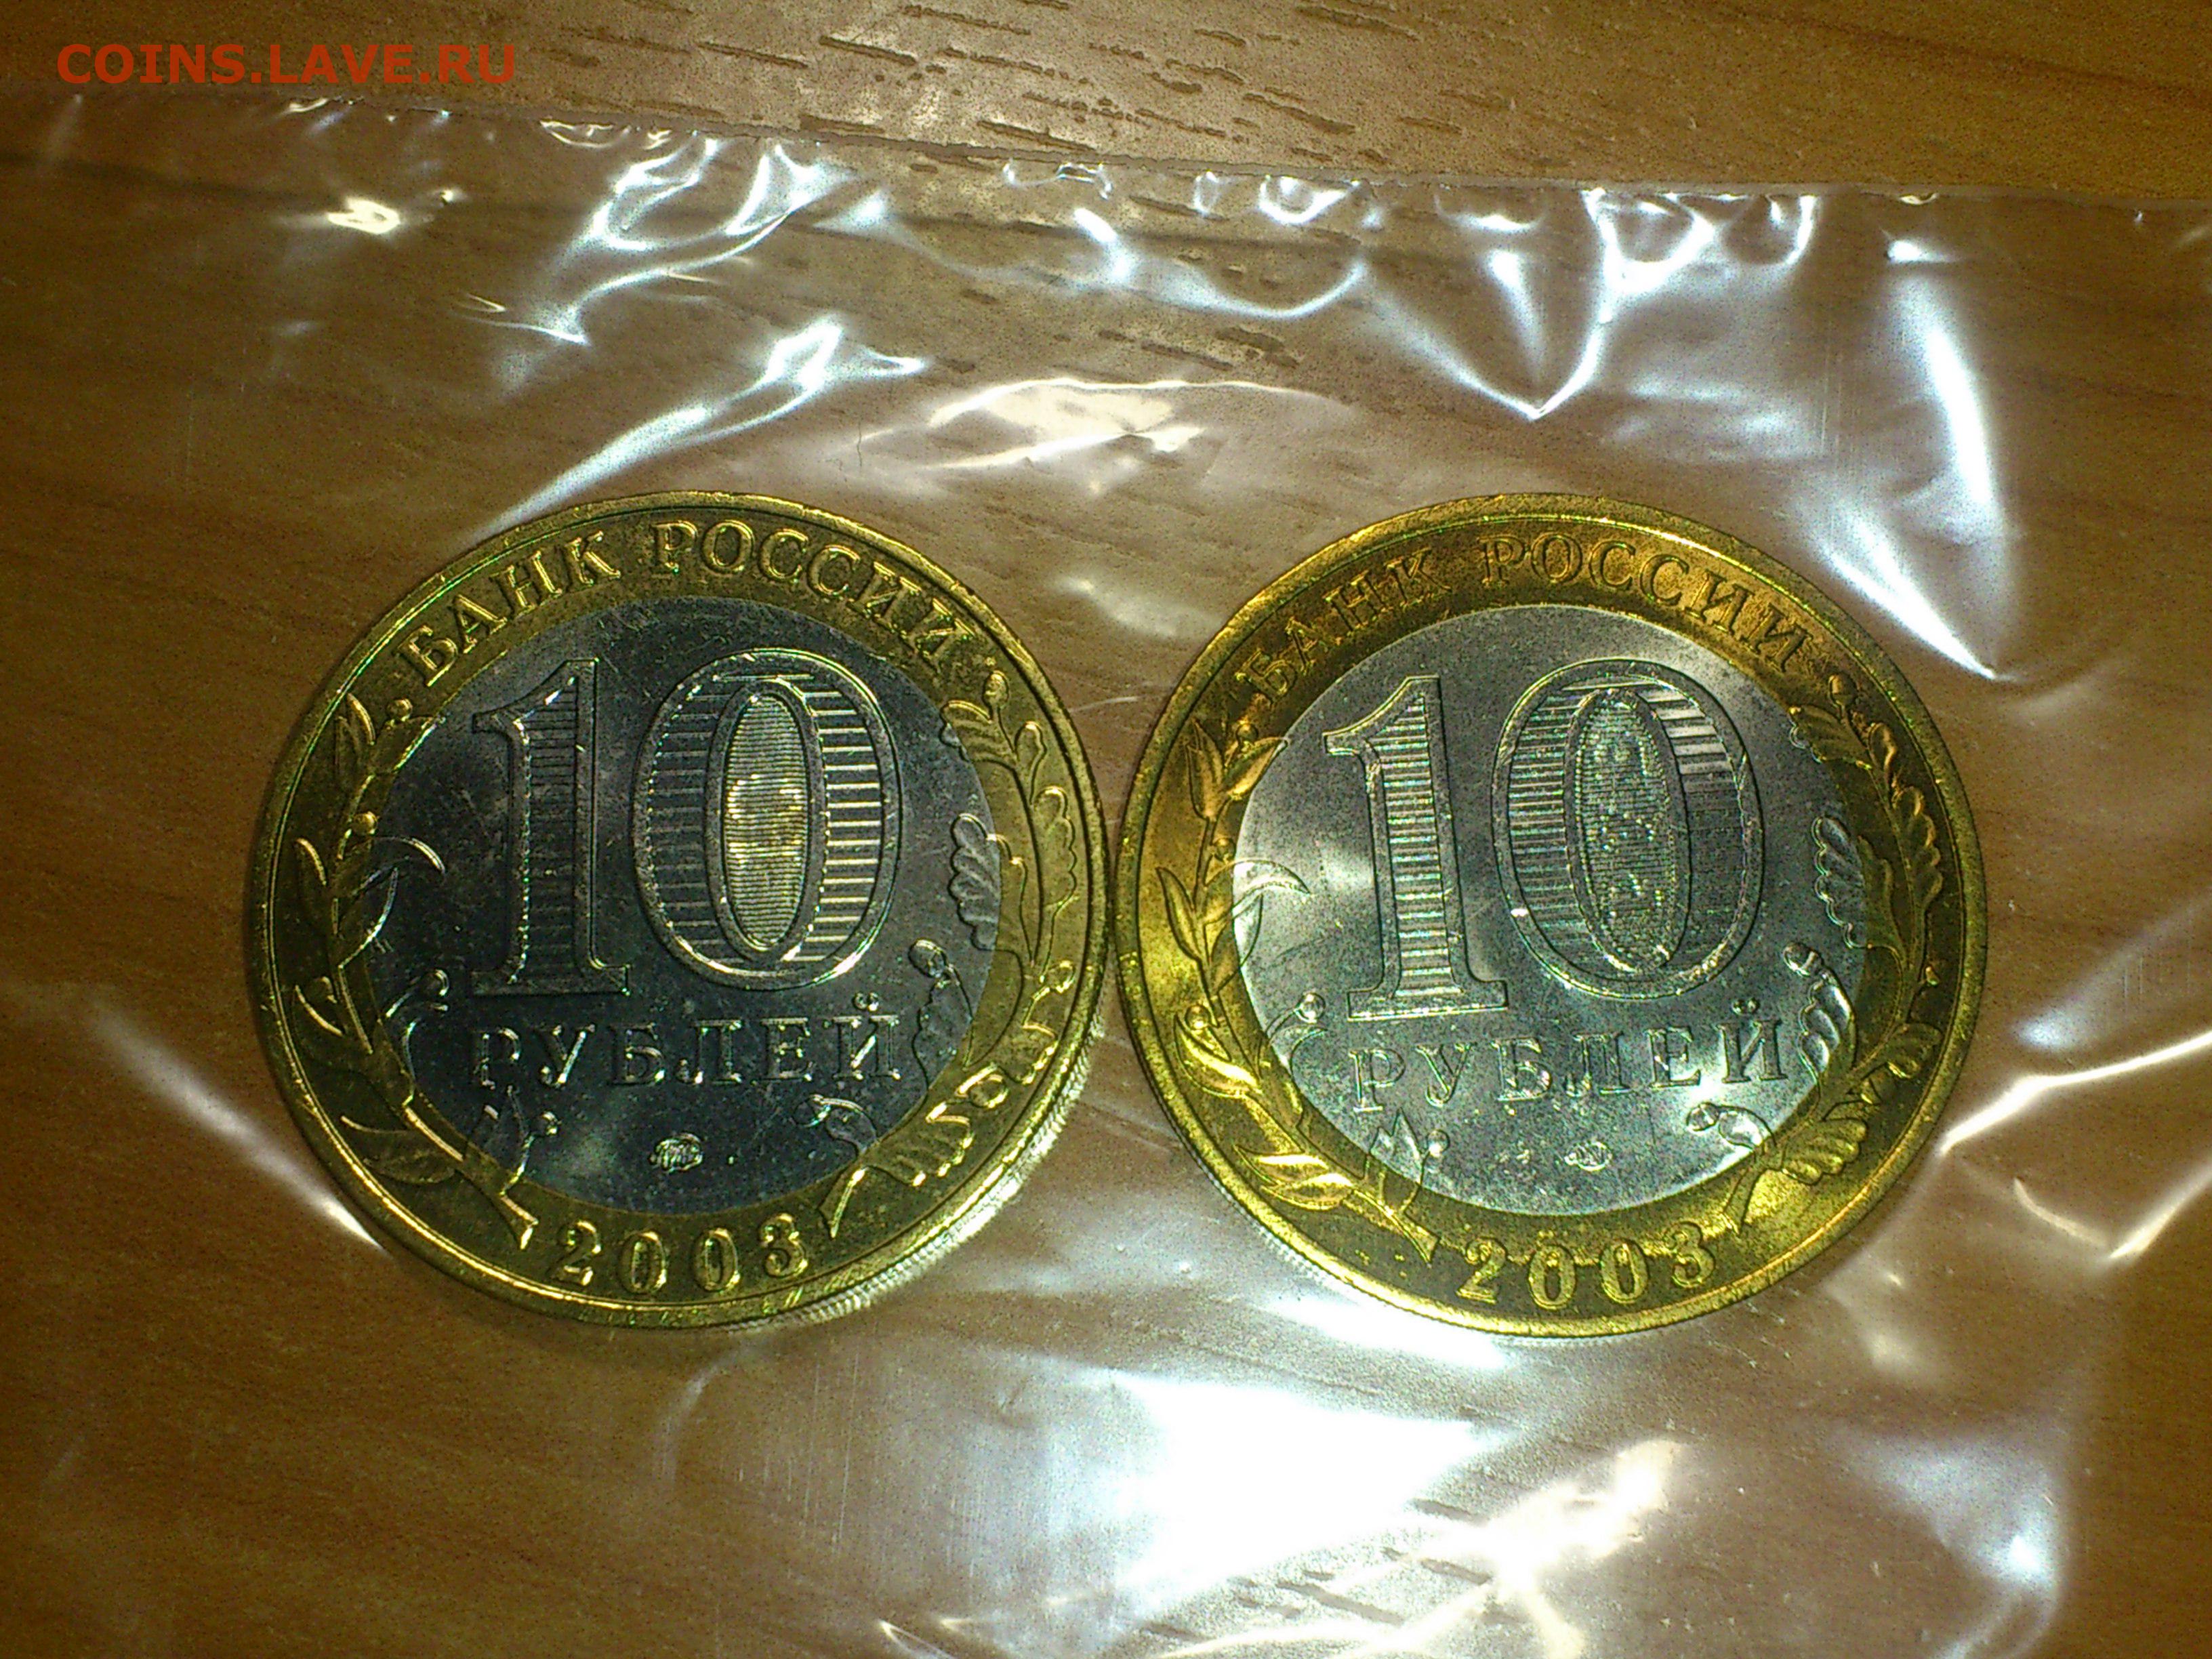 COINS.LAVE.RU
БАНК РОССИИ
10
РУБЛЕЙ
2003
БАНК РОССИИ
10
РУБЛЕЙ
2003